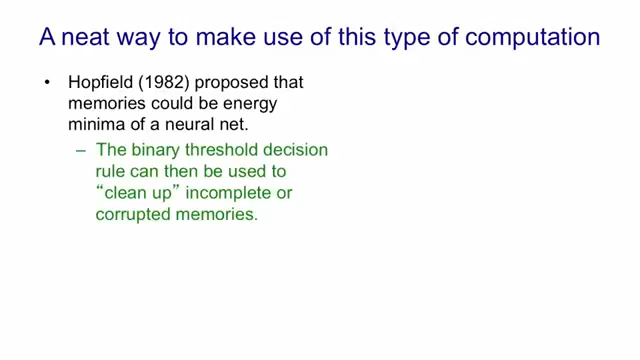 A neat way to make use of this type of computation
• Hopfield (1982) proposed that
memories could be energy
minima of a neural net.
– The binary threshold decision
rule can then be used to
“clean up” incomplete or
corrupted memories.